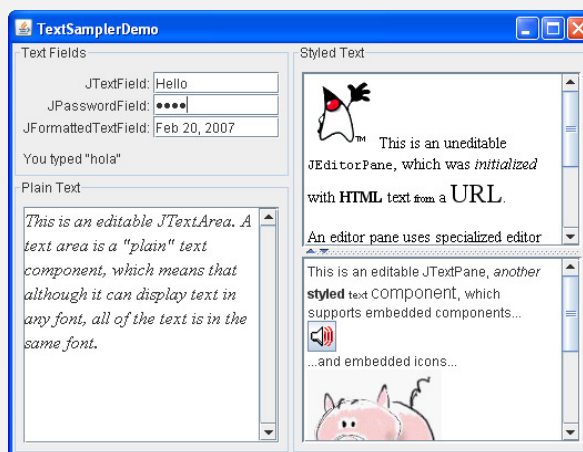 TextSamplerDemo
Text Fields
JTextField: Hello
JPasswordField: ●●●●
JFormattedTextField: Feb 20, 2007
You typed "hola"
Plain Text
This is an editable JTextArea. A
text area is a "plain" text
component, which means that
although it can display text in
any font, all of the text is in the
same font.
Styled Text
TM This is an uneditable
JEditorPane, which was initialized
with HTML text from a URL.
An editor pane uses specialized editor
This is an editable JTextPane, another
styled text component, which
supports embedded components...
...and embedded icons...